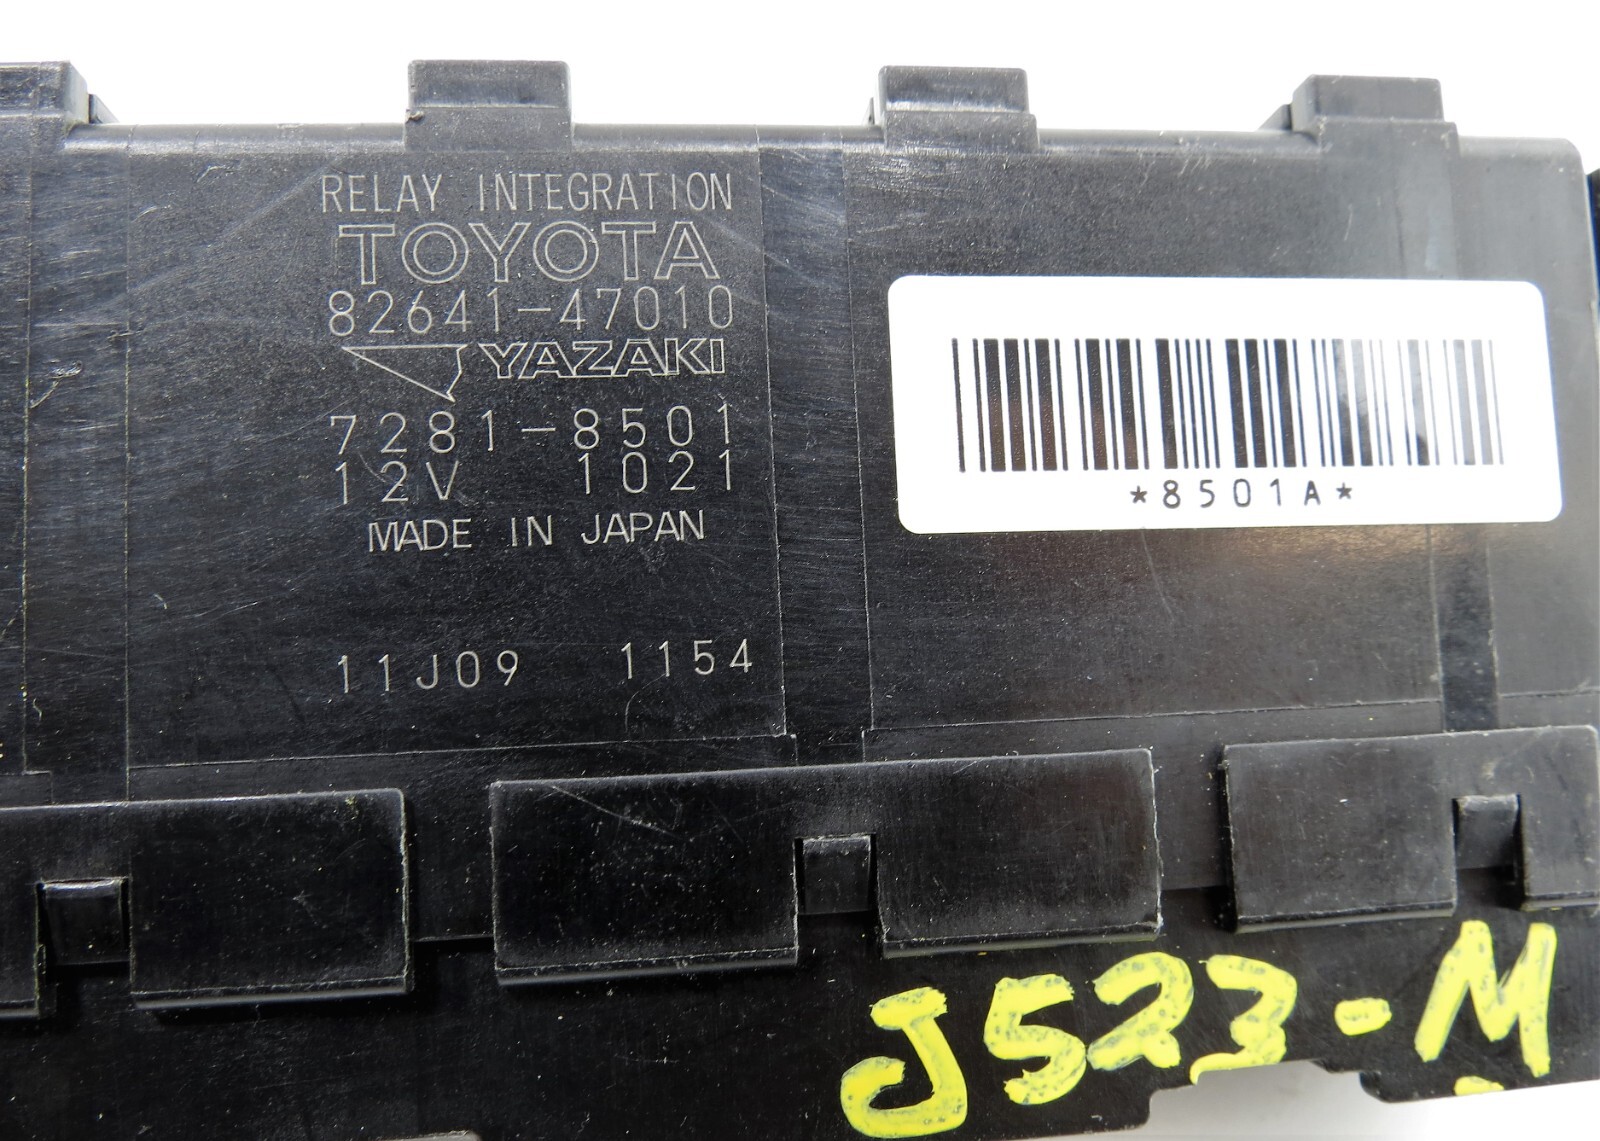 RELAY INTEGRATION
TOYOTA
82641-47010
YAZAKI
7281-8501
12V 1021
MADE IN JAPAN
11J09 1154
*8501A*
J523-M